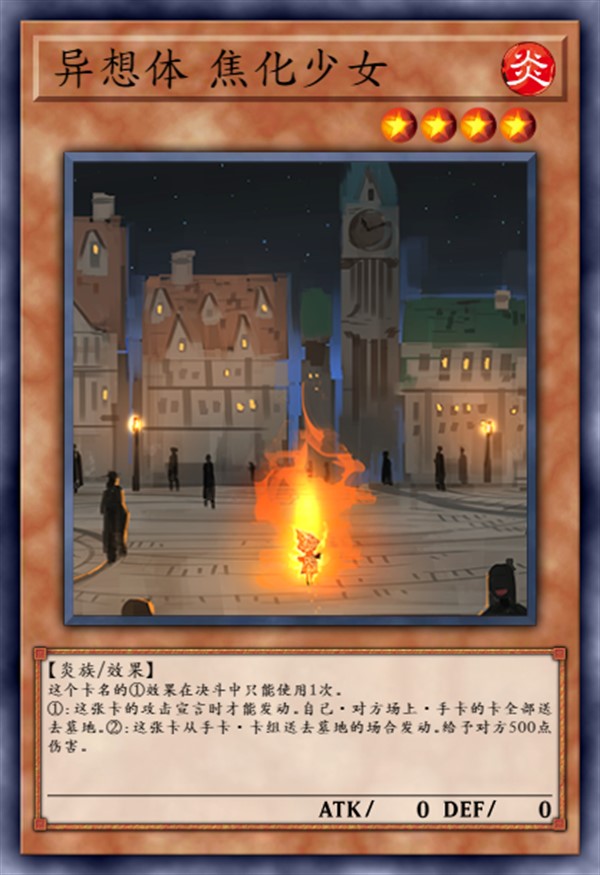 异想体 焦化少女
炎
【炎族/效果】
这个卡名的①效果在决斗中只能使用1次。
①:这张卡的攻击宣言时才能发动。自己·对方场上·手卡的卡全部送
去墓地。②:这张卡从手卡·卡组送去墓地的场合发动。给予对方500点
伤害。
ATK/ 0 DEF/ 0